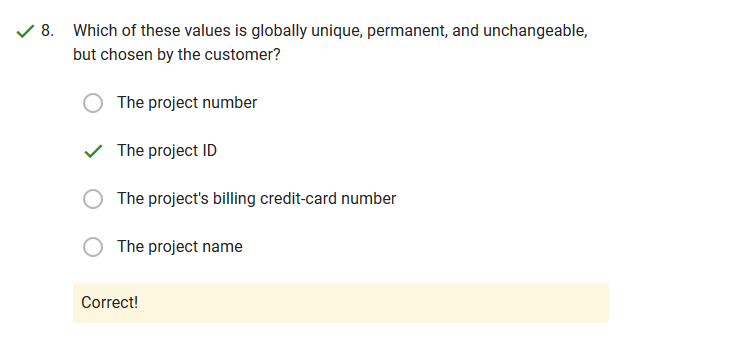 8. Which of these values is globally unique, permanent, and unchangeable,
but chosen by the customer?
The project number
The project ID
The project's billing credit-card number
The project name
Correct!